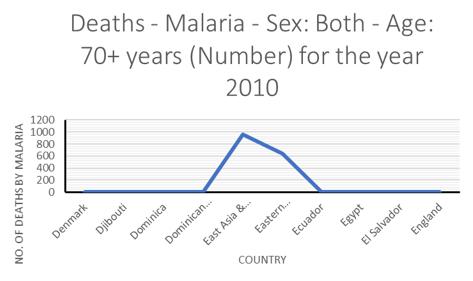 Deaths - Malaria - Sex: Both - Age:
70+ years (Number) for the year
2010
NO. OF DEATHS BY MALARIA
1200
1000
800
600
400
200
0
Denmark
Djibouti
Dominica
Dominican...
East Asia &...
Eastern...
Ecuador
Egypt
El Salvador
England
COUNTRY